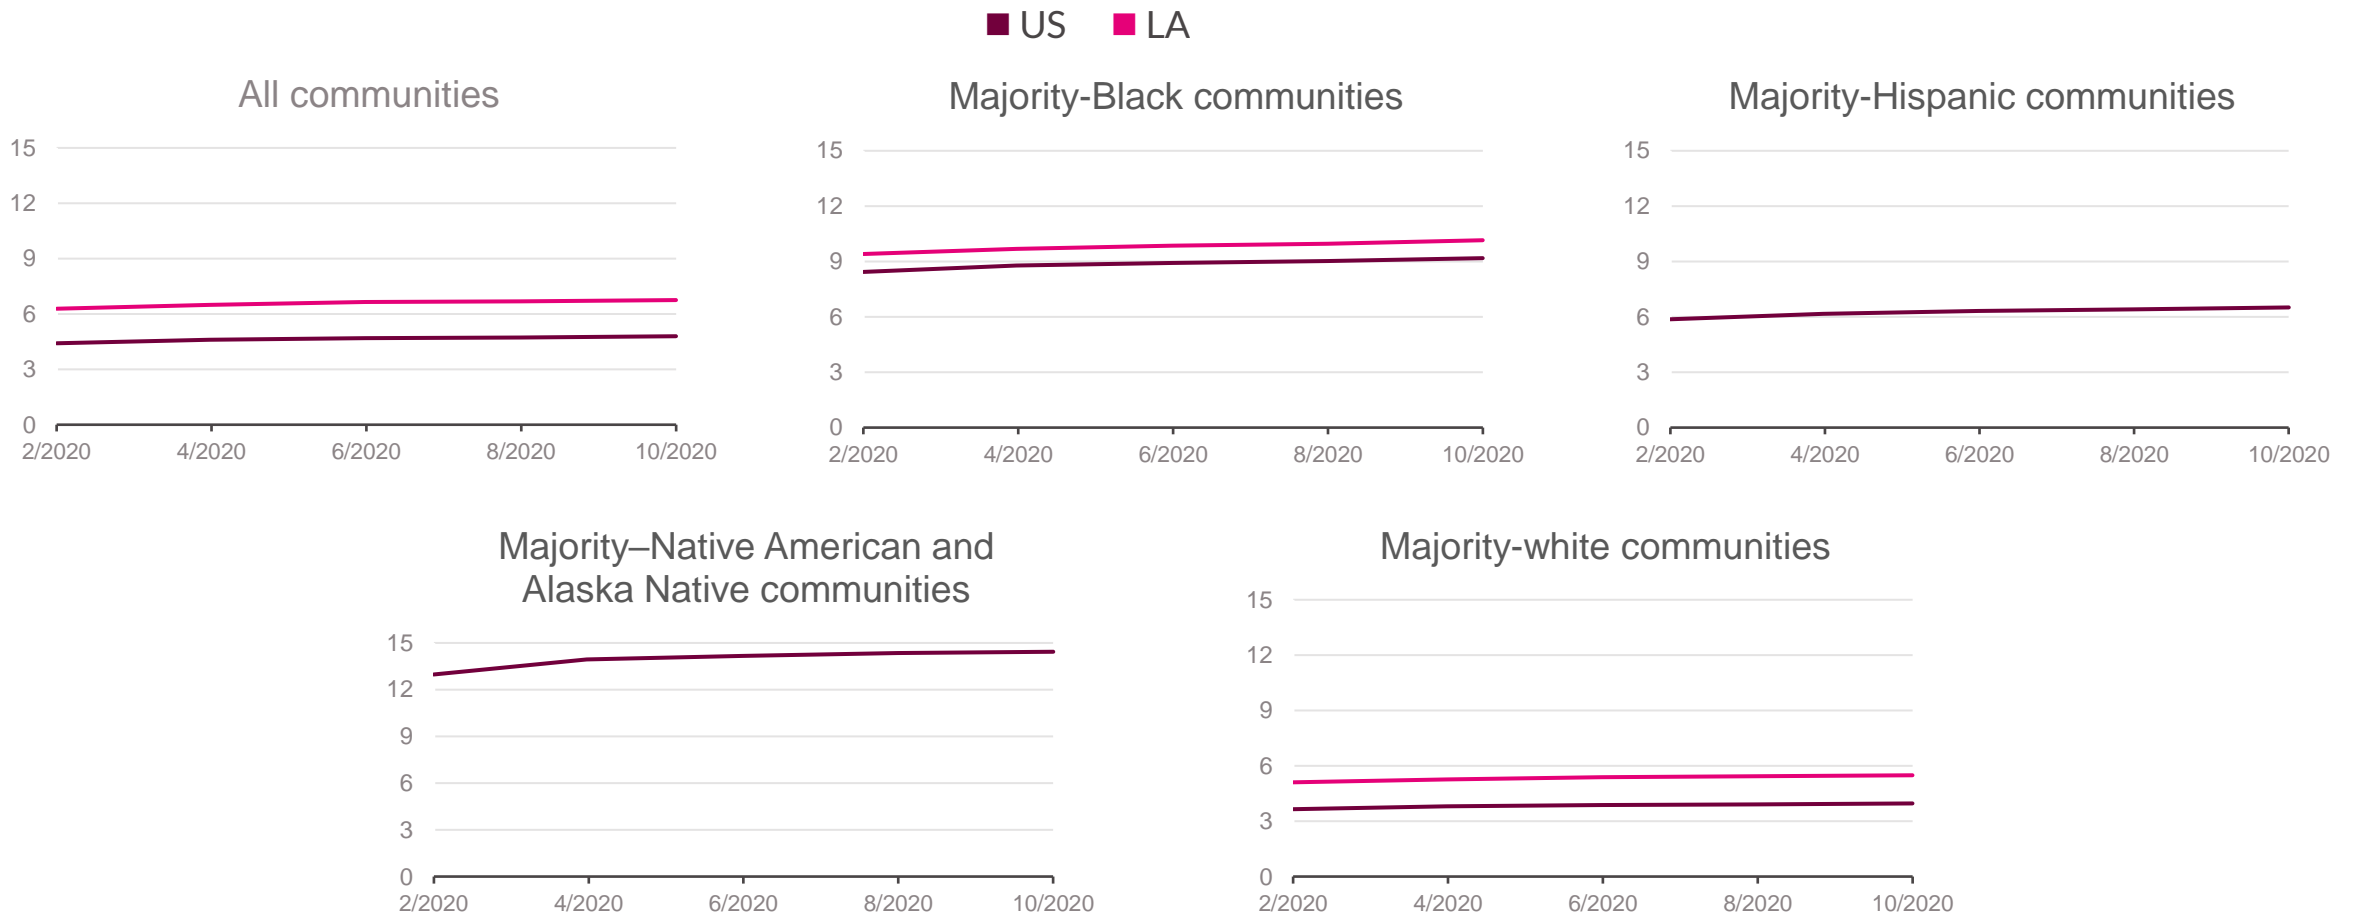 US LA
All communities
15
12
9
6
3
0
2/2020 4/2020 6/2020 8/2020 10/2020
Majority-Black communities
15
12
9
6
3
0
2/2020 4/2020 6/2020 8/2020 10/2020
Majority-Hispanic communities
15
12
9
6
3
0
2/2020 4/2020 6/2020 8/2020 10/2020
Majority–Native American and
Alaska Native communities
15
12
9
6
3
0
2/2020 4/2020 6/2020 8/2020 10/2020
Majority-white communities
15
12
9
6
3
0
2/2020 4/2020 6/2020 8/2020 10/2020